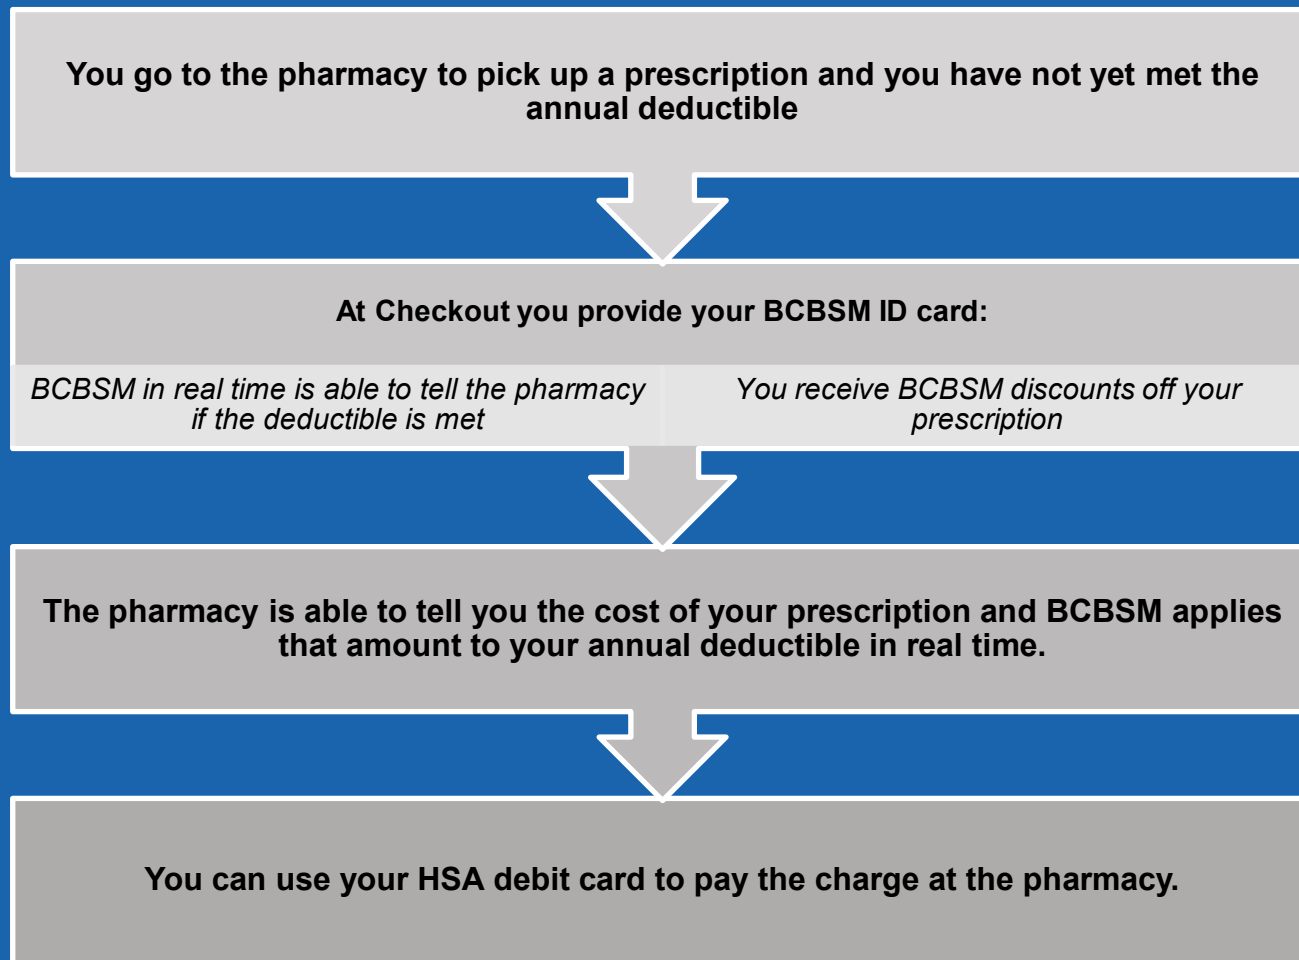 You go to the pharmacy to pick up a prescription and you have not yet met the
annual deductible
At Checkout you provide your BCBSM ID card:
BCBSM in real time is able to tell the pharmacy
if the deductible is met
You receive BCBSM discounts off your
prescription
The pharmacy is able to tell you the cost of your prescription and BCBSM applies
that amount to your annual deductible in real time.
You can use your HSA debit card to pay the charge at the pharmacy.